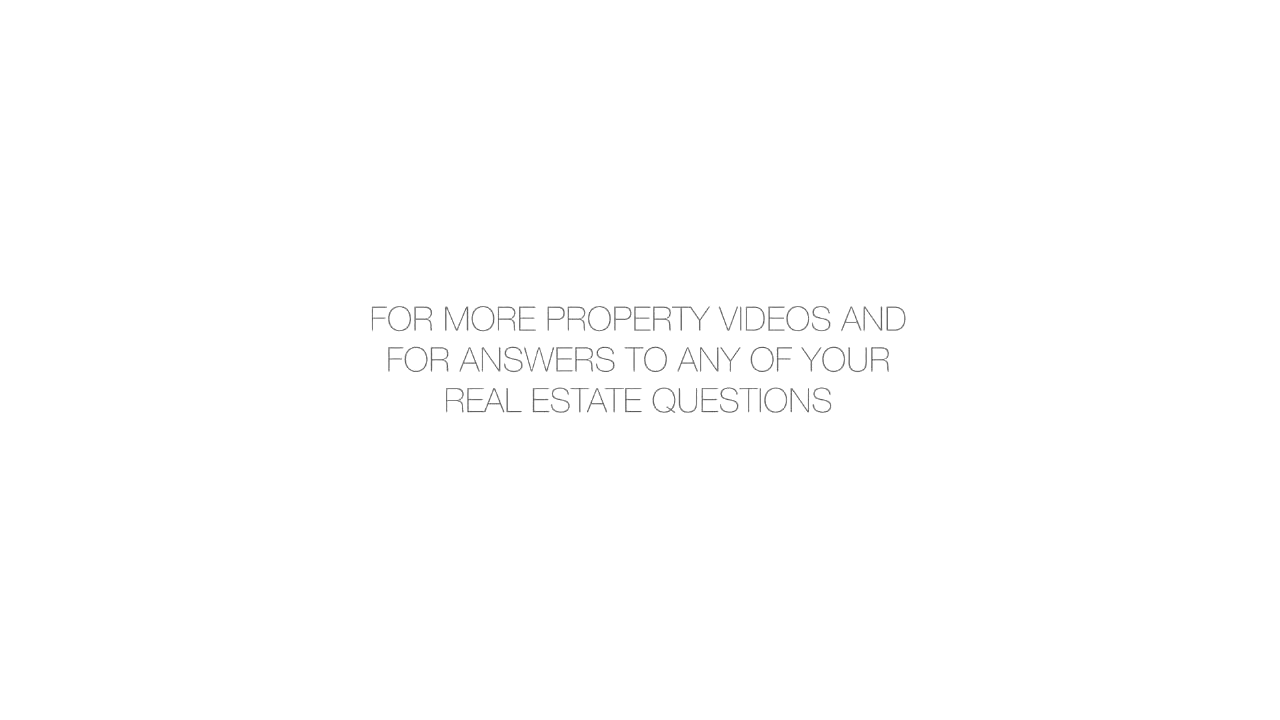 FOR MORE PROPERTY VIDEOS AND
FOR ANSWERS TO ANY OF YOUR
REAL ESTATE QUESTIONS